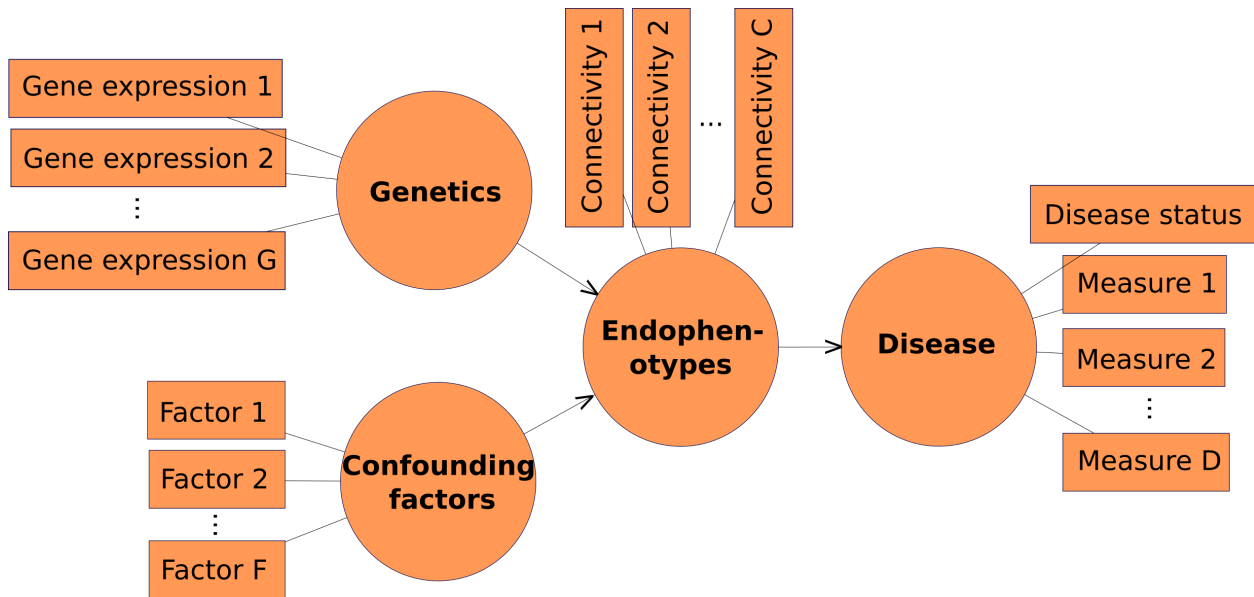 Gene expression 1
Gene expression 2
⋮
Gene expression G
Genetics
Connectivity 1
Connectivity 2
...
Connectivity C
Factor 1
Factor 2
⋮
Factor F
Confounding
factors
Endophen-
otypes
Disease
Disease status
Measure 1
Measure 2
⋮
Measure D